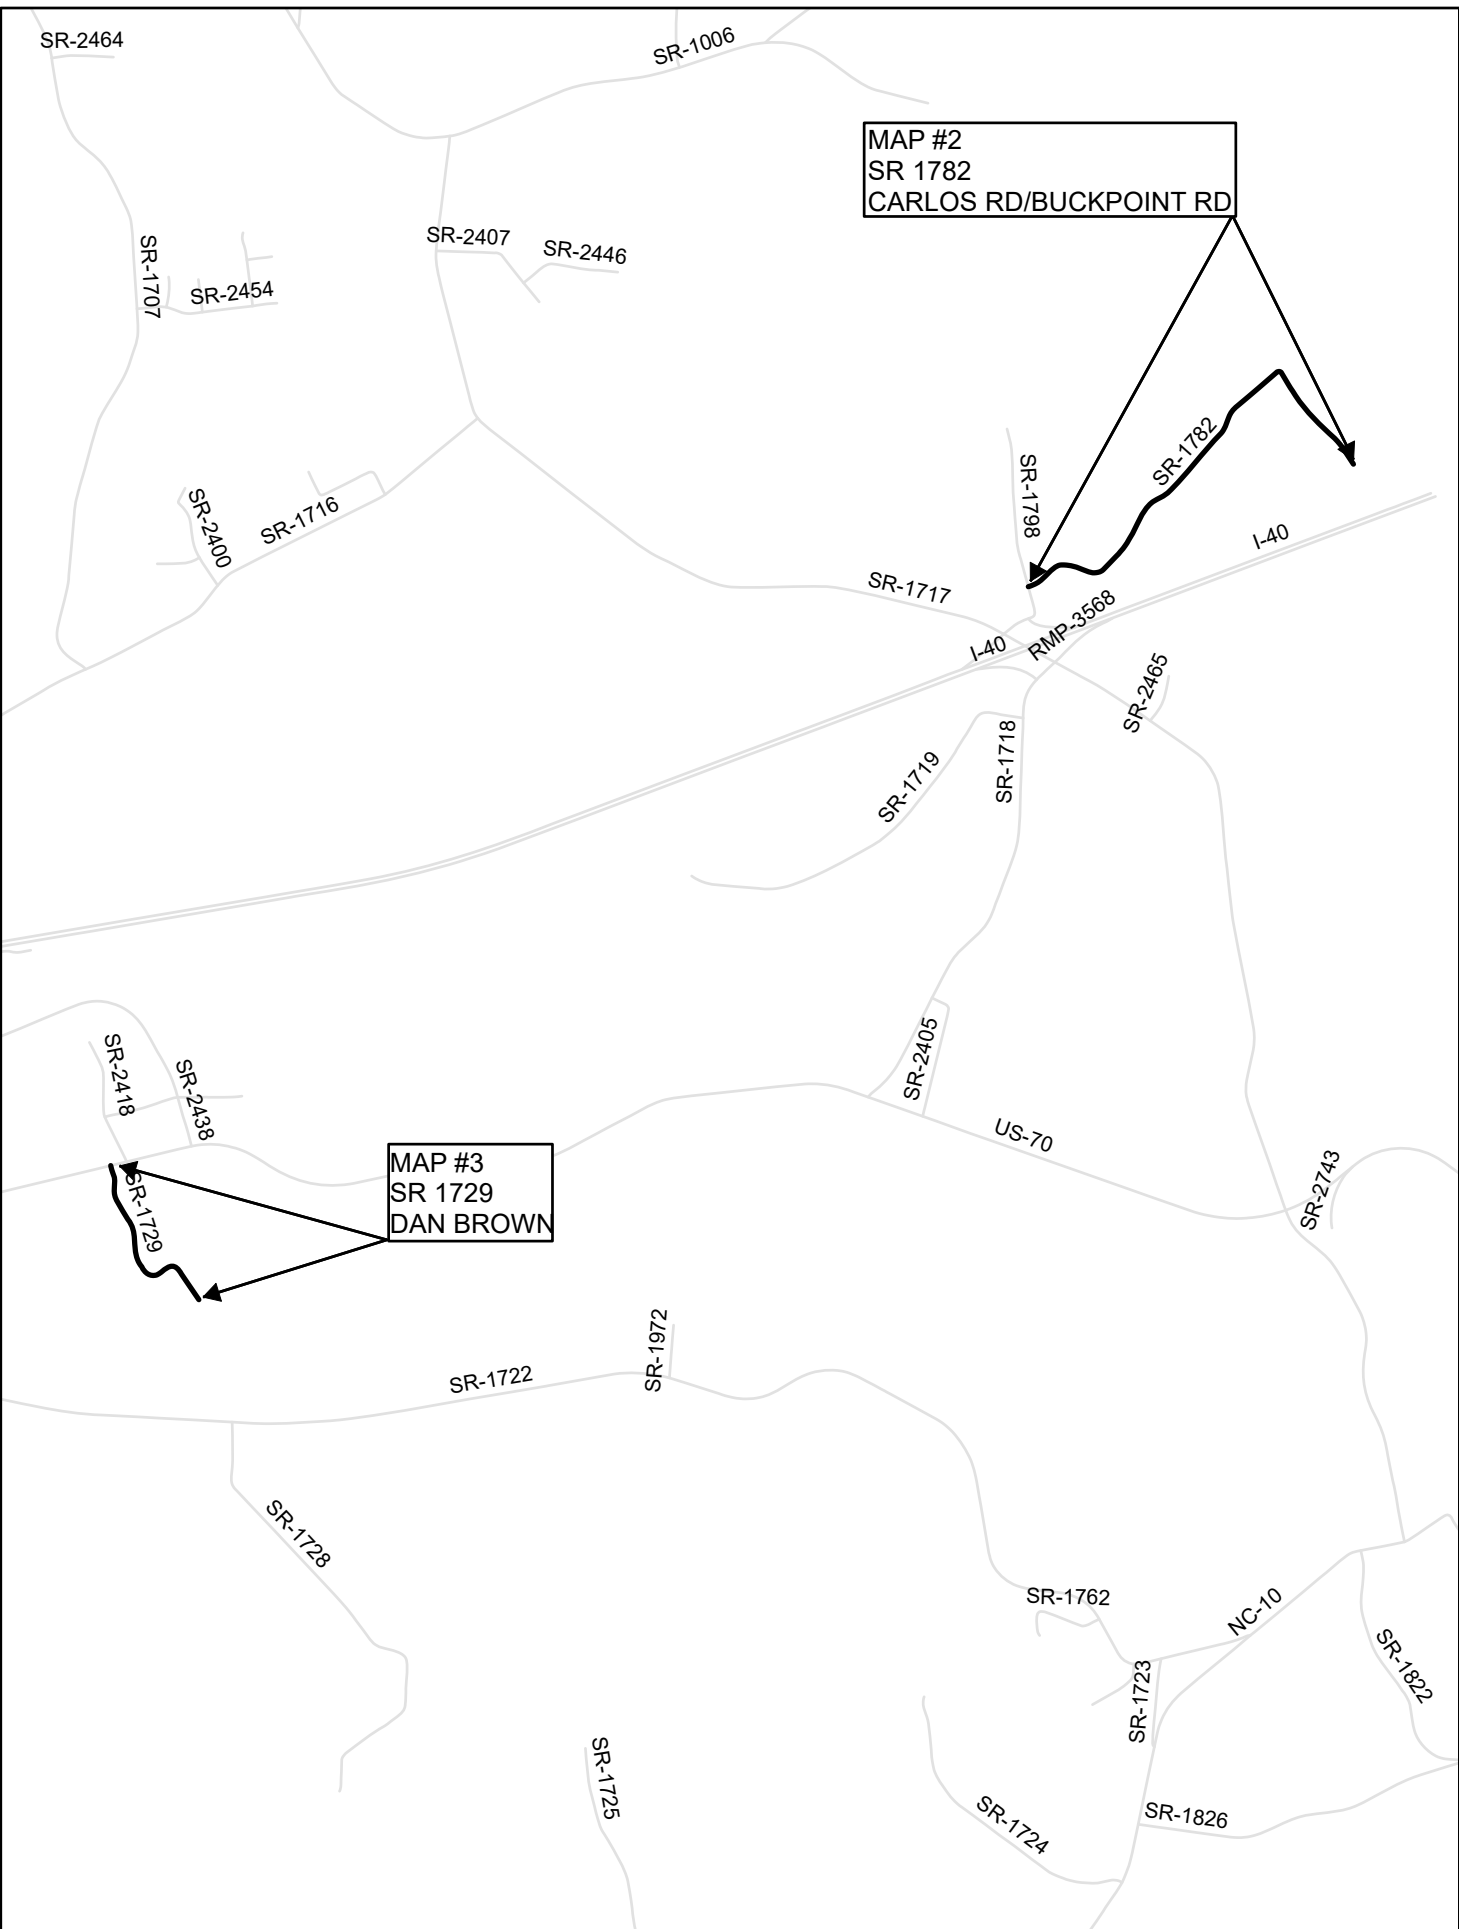 SR-2464
SR-1006
MAP #2
SR 1782
CARLOS RD/BUCKPOINT RD
SR-1707
SR-2454
SR-2407
SR-2446
SR-2400
SR-1716
SR-1798
SR-1782
I-40
SR-1717
RMP-3568
I-40
SR-2465
SR-1718
SR-1719
SR-2405
SR-2418
SR-2438
US-70
MAP #3
SR 1729
DAN BROWN
SR-1729
SR-2743
SR-1972
SR-1722
SR-1728
SR-1762
NC-10
SR-1822
SR-1723
SR-1725
SR-1724
SR-1826